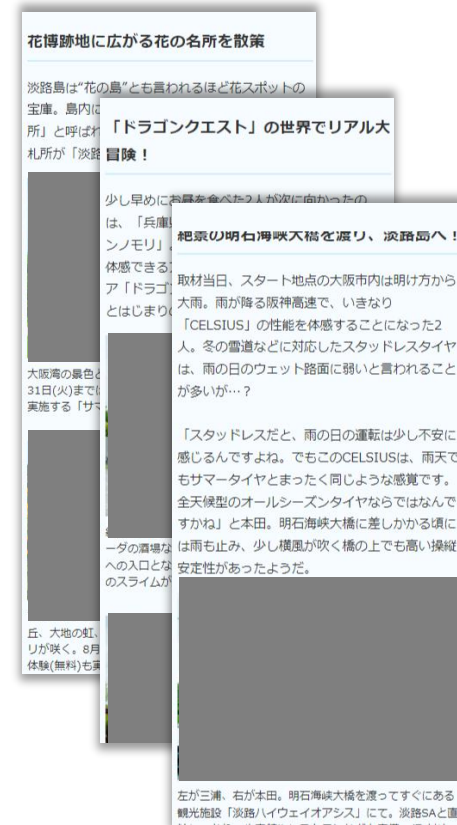 花博跡地に広がる花の名所を散策
淡路島は“花の島”とも言われるほど花スポットの
宝庫。島内に
所」と呼ばれ
札所が「淡路
大阪湾の景色と
31日(火)まで
実施する「サマ
丘、大地の虹、
リが咲く。8月
体験(無料)も実
「ドラゴンクエスト」の世界でリアル大
冒険!
少し早めにお昼を食べた2人が次に向かったの
は、「兵庫
ンノモリ」
体感できる
ア「ドラゴ
とはじまりの
ーダの酒場な
への入口とな
のスライムが
絶景の明石海峡大橋を渡り、淡路島へ!
取材当日、スタート地点の大阪市内は明け方から
大雨。雨が降る阪神高速で、いきなり
「CELSIUS」の性能を体感することになった2
人。冬の雪道などに対応したスタッドレスタイヤ
は、雨の日のウェット路面に弱いと言われること
が多いが…?
「スタッドレスだと、雨の日の運転は少し不安に
感じるんですよね。でもこのCELSIUSは、雨天で
もサマータイヤとまったく同じような感覚です。
全天候型のオールシーズンタイヤならではなんで
すかね」と本田。明石海峡大橋に差しかかる頃に
は雨も止み、少し横風が吹く橋の上でも高い操縦
安定性があったようだ。
左が三浦、右が本田。明石海峡大橋を渡ってすぐにある
観光施設「淡路ハイウェイオアシス」にて。淡路SAと直